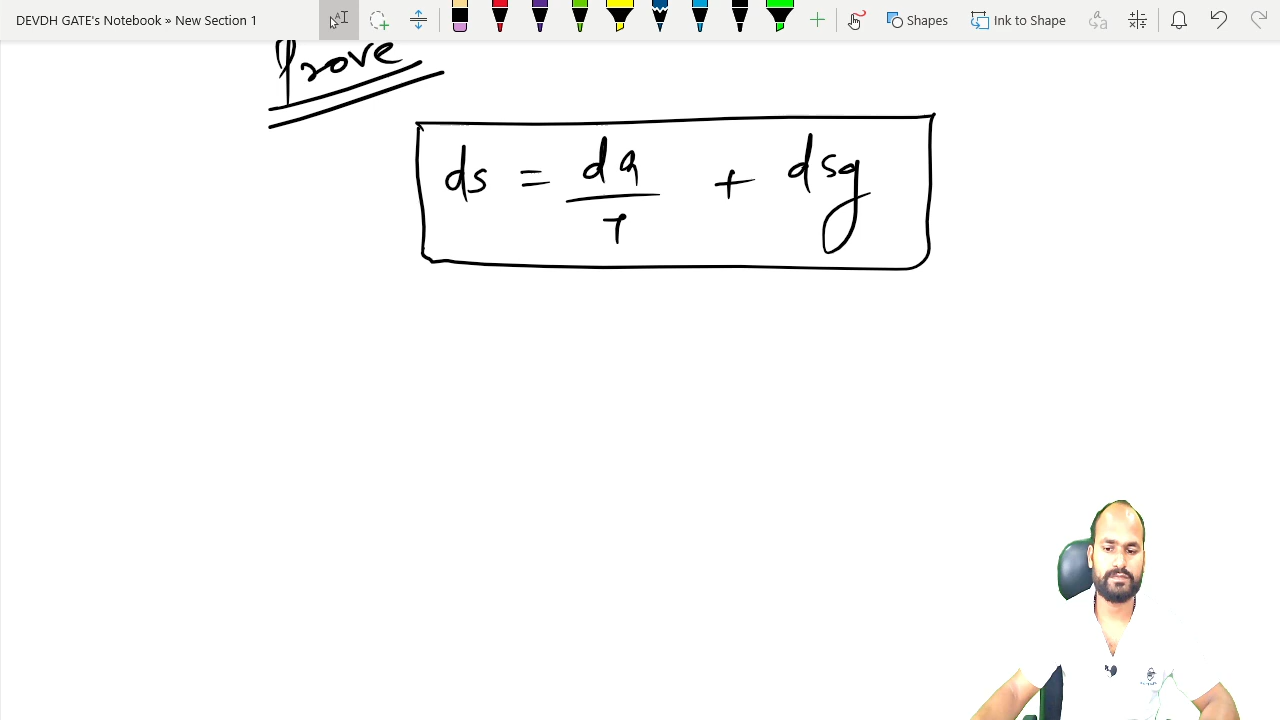 DEVDH GATE's Notebook » New Section 1
Shapes
Ink to Shape
Prove
ds = dQ/T + dsg